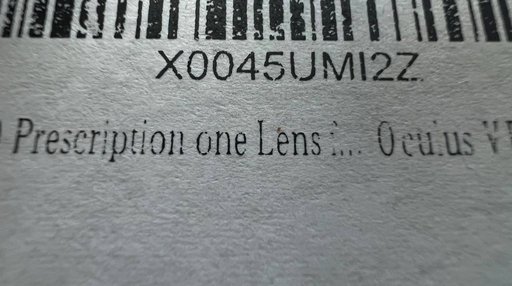 X0045UMI2Z
Prescription one Lens i... Oculus V